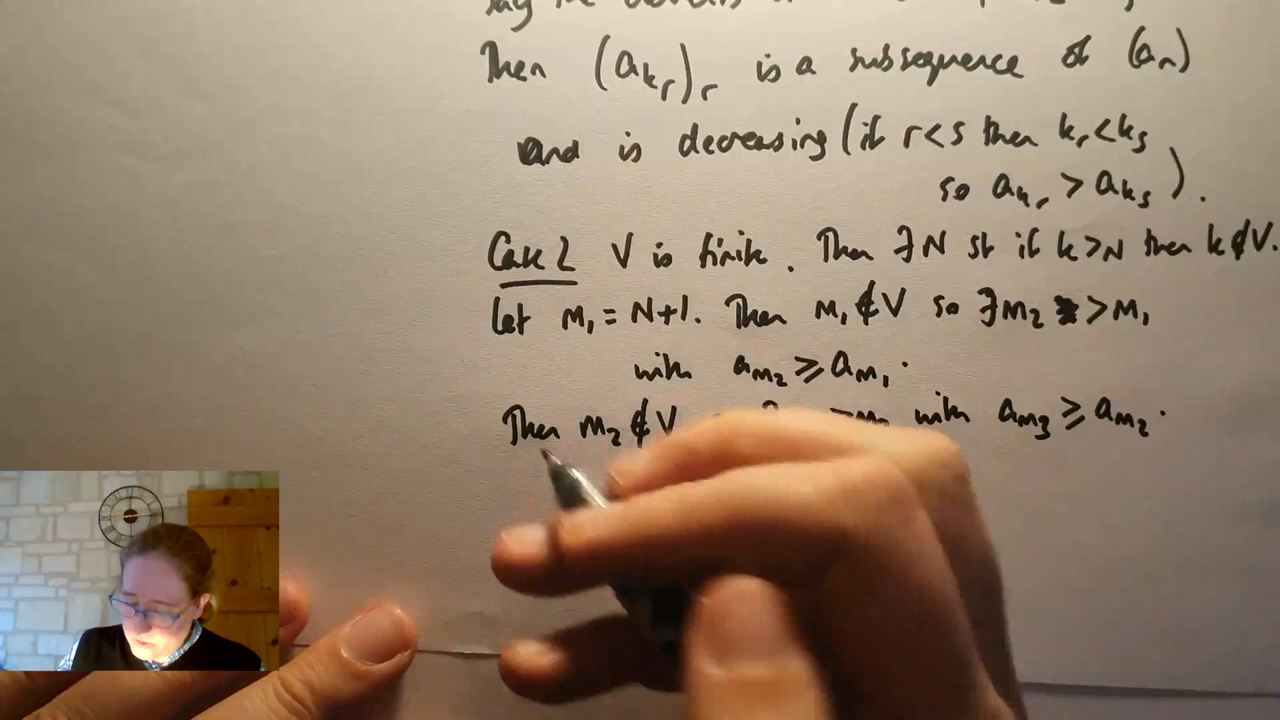 Then (a_{k_r})_r is a subsequence of (a_n)
and is decreasing (if r<s then k_r<k_s
so a_{k_r} > a_{k_s}).
Case 2 V is finite. Then ∃N st if k>N then k∉V.
Let m_1 = N+1. Then m_1∉V so ∃m_2 >m_1
with a_{m_2} ⩾ a_{m_1}.
Then m_2∉V with a_{m_3} ⩾ a_{m_2}.